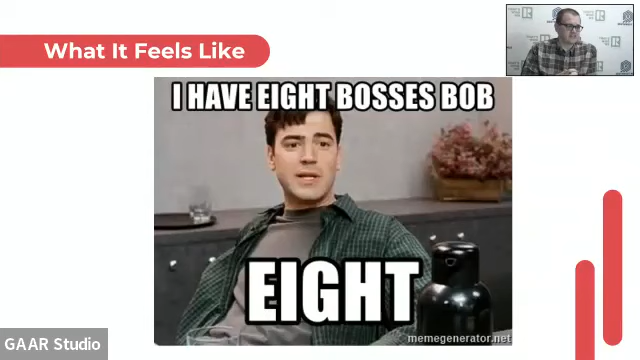 What It Feels Like
I HAVE EIGHT BOSSES BOB
EIGHT
memegenerator.net
GAAR Studio